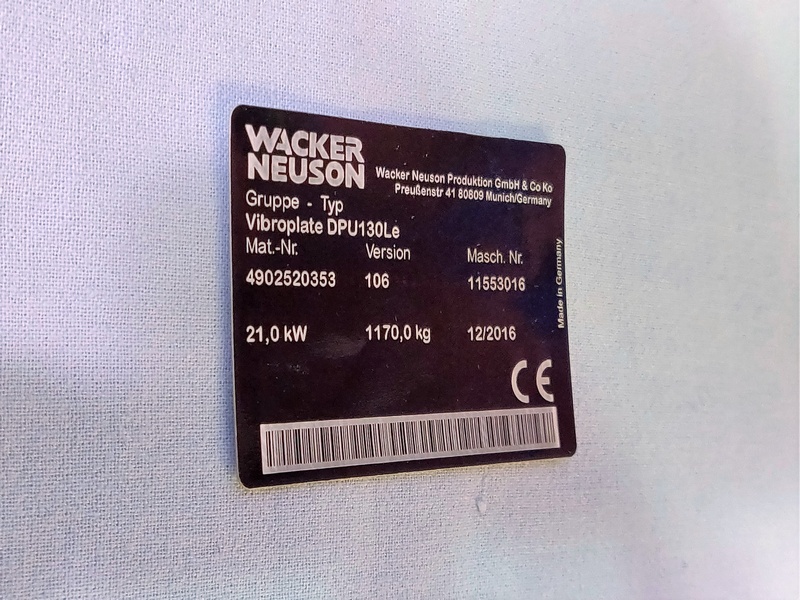 WACKER
NEUSON
Wacker Neuson Produktion GmbH & Co Ko
Preußenstr 41 80809 Munich/Germany
Gruppe - Typ
Vibroplate DPU130Le
Mat.-Nr. Version Masch. Nr.
4902520353 106 11553016
21,0 kW 1170,0 kg 12/2016
Made in Germany
CE